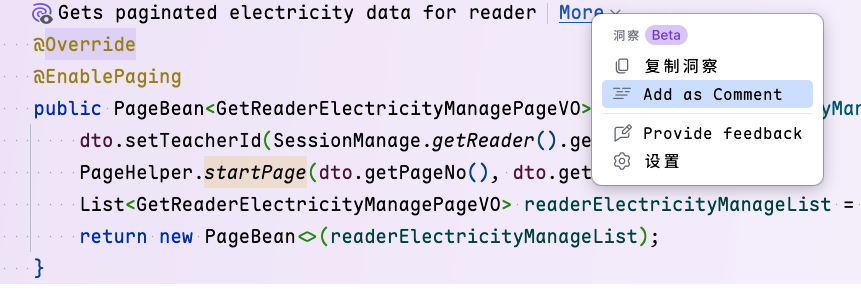 Gets paginated electricity data for reader More
洞察 Beta
复制洞察
Add as Comment
Provide feedback
设置
@Override
@EnablePaging
public PageBean<GetReaderElectricityManagePageVO>
dto.setTeacherId(SessionManage.getReader().ge
PageHelper.startPage(dto.getPageNo(), dto.get
List<GetReaderElectricityManagePageVO> readerElectricityManageList =
return new PageBean<>(readerElectricityManageList);
}